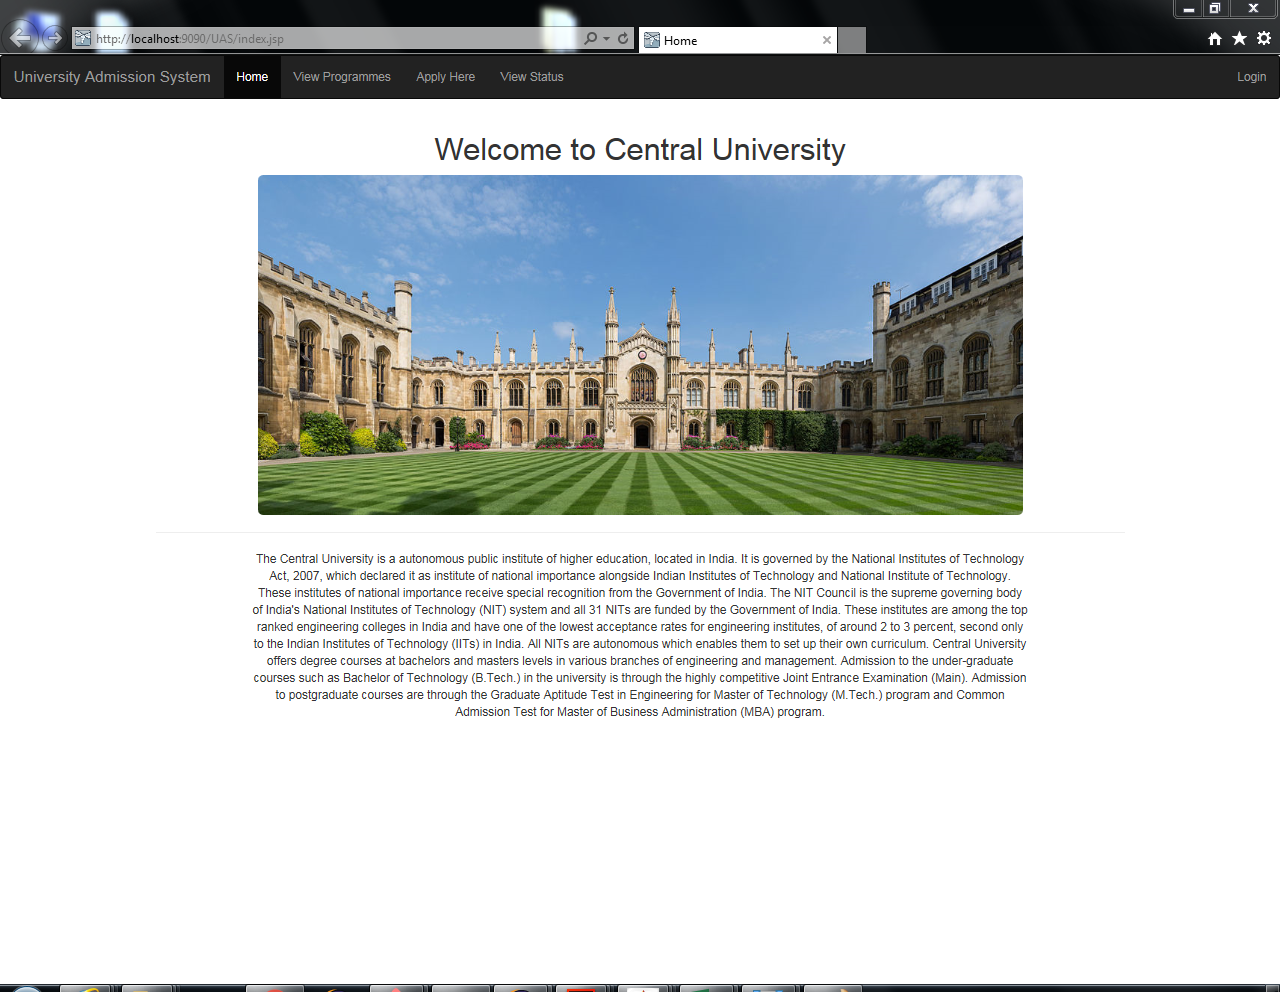 http://localhost:9090/UAS/index.jsp
Home
University Admission System Home View Programmes Apply Here View Status Login
Welcome to Central University
The Central University is a autonomous public institute of higher education, located in India. It is governed by the National Institutes of Technology
Act, 2007, which declared it as institute of national importance alongside Indian Institutes of Technology and National Institute of Technology.
These institutes of national importance receive special recognition from the Government of India. The NIT Council is the supreme governing body
of India's National Institutes of Technology (NIT) system and all 31 NITs are funded by the Government of India. These institutes are among the top
ranked engineering colleges in India and have one of the lowest acceptance rates for engineering institutes, of around 2 to 3 percent, second only
to the Indian Institutes of Technology (IITs) in India. All NITs are autonomous which enables them to set up their own curriculum. Central University
offers degree courses at bachelors and masters levels in various branches of engineering and management. Admission to the under-graduate
courses such as Bachelor of Technology (B.Tech.) in the university is through the highly competitive Joint Entrance Examination (Main). Admission
to postgraduate courses are through the Graduate Aptitude Test in Engineering for Master of Technology (M.Tech.) program and Common
Admission Test for Master of Business Administration (MBA) program.